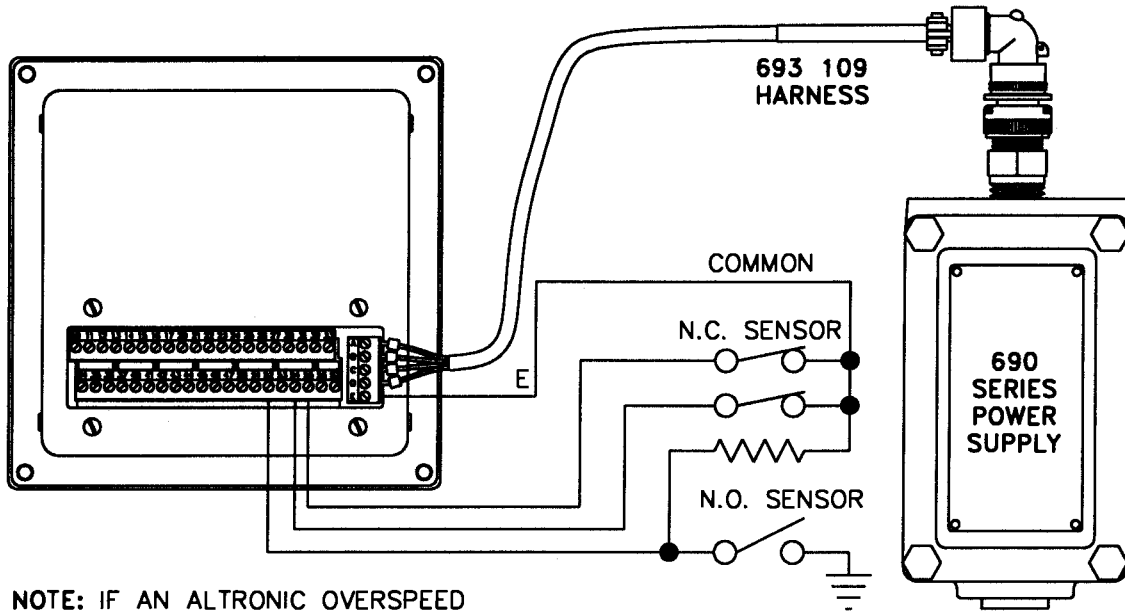 693 109
HARNESS
COMMON
N.C. SENSOR
E
690
SERIES
POWER
SUPPLY
N.O. SENSOR
NOTE: IF AN ALTRONIC OVERSPEED